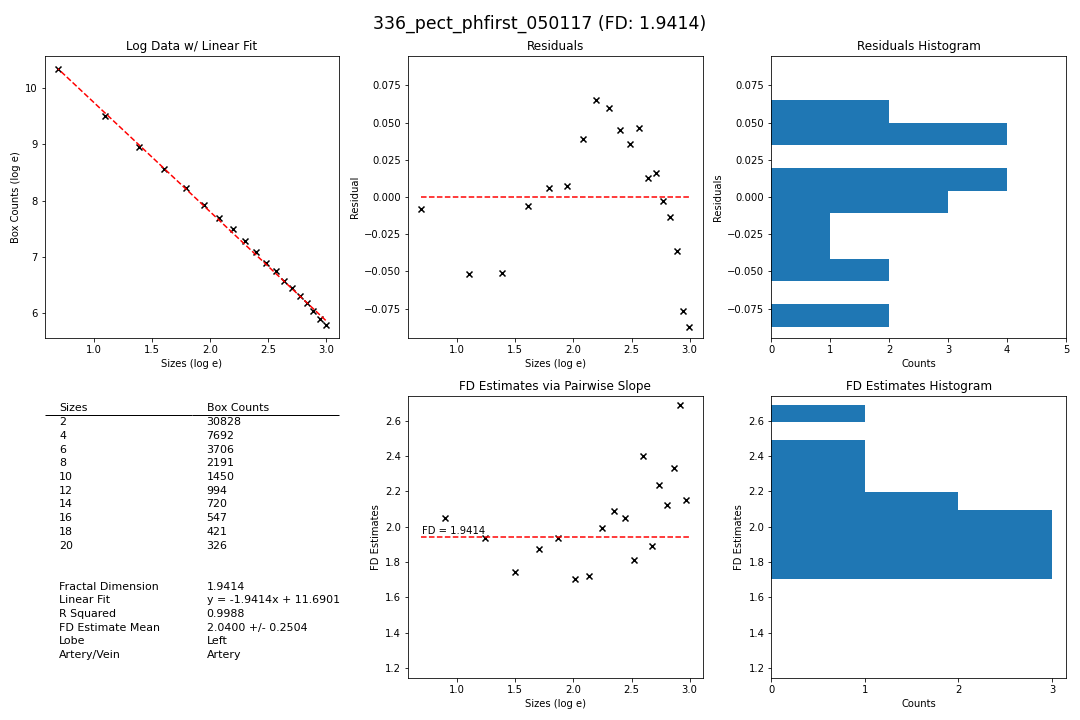 336_pect_phfirst_050117 (FD: 1.9414)
Log Data w/ Linear Fit
Box Counts (log e)
10
9
8
7
6
1.0 1.5 2.0 2.5 3.0
Sizes (log e)
Residuals
Residual
0.075
0.050
0.025
0.000
−0.025
−0.050
−0.075
1.0 1.5 2.0 2.5 3.0
Sizes (log e)
Residuals Histogram
Residuals
0.075
0.050
0.025
0.000
−0.025
−0.050
−0.075
0 1 2 3 4 5
Counts
Sizes Box Counts
2 30828
4 7692
6 3706
8 2191
10 1450
12 994
14 720
16 547
18 421
20 326
Fractal Dimension 1.9414
Linear Fit y = -1.9414x + 11.6901
R Squared 0.9988
FD Estimate Mean 2.0400 +/- 0.2504
Lobe Left
Artery/Vein Artery
FD Estimates via Pairwise Slope
FD Estimates
2.6
2.4
2.2
2.0
1.8
1.6
1.4
1.2
FD = 1.9414
1.0 1.5 2.0 2.5 3.0
Sizes (log e)
FD Estimates Histogram
FD Estimates
2.6
2.4
2.2
2.0
1.8
1.6
1.4
1.2
0 1 2 3
Counts